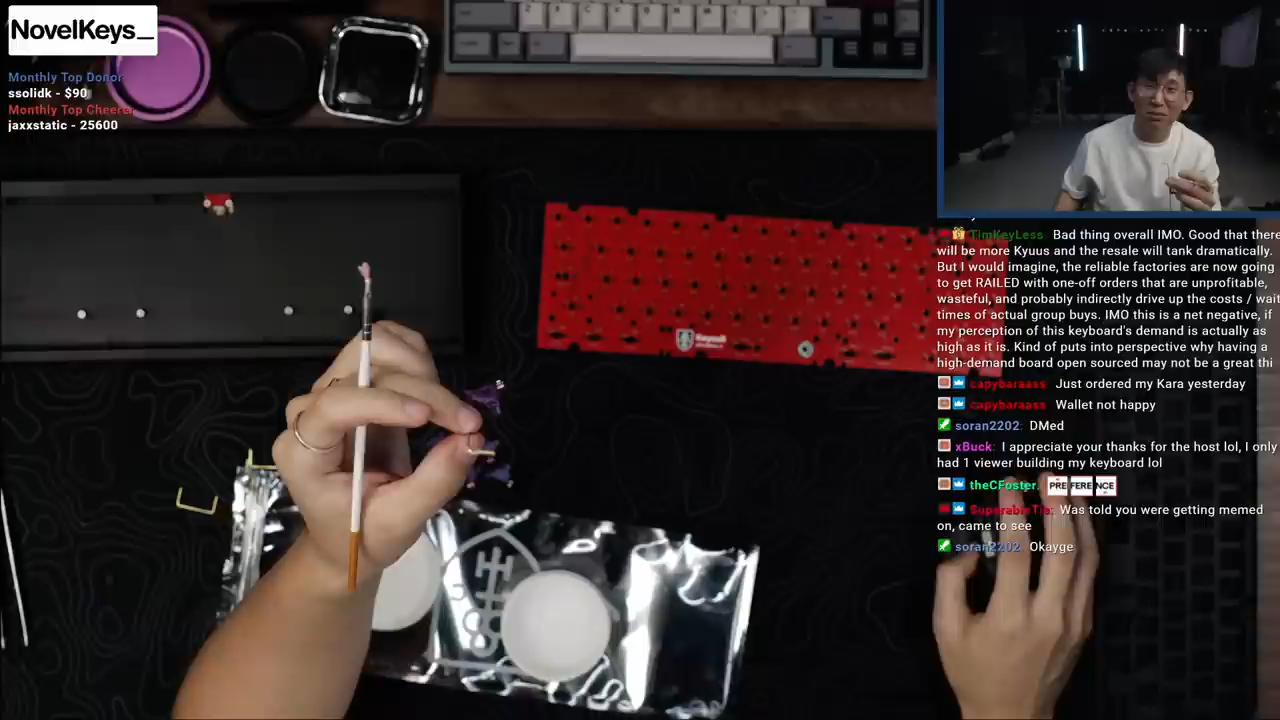 NovelKeys_
Monthly Top Donor
ssolidk - $90
Monthly Top Cheerer
jaxxstatic - 25600
TimKeyLess: Bad thing overall IMO. Good that there
will be more Kyuus and the resale will tank dramatically.
But I would imagine, the reliable factories are now going
to get RAILED with one-off orders that are unprofitable,
wasteful, and probably indirectly drive up the costs / wait
times of actual group buys. IMO this is a net negative, if
my perception of this keyboard's demand is actually as
high as it is. Kind of puts into perspective why having a
high-demand board open sourced may not be a great thi
capybaraass Just ordered my Kara yesterday
capybaraass Wallet not happy
soran2202: DMed
xBuck: I appreciate your thanks for the host lol, I only
had 1 viewer building my keyboard lol
theCFoster: PRE FERE NCE
Was told you were getting memed
on, came to see
soran2202 Okayge